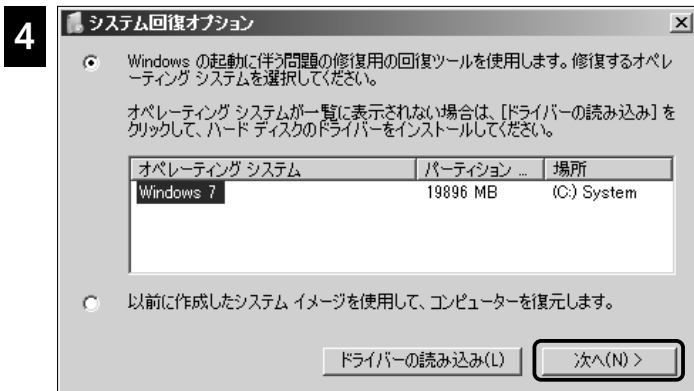 4
システム回復オプション
Windows の起動に伴う問題の修復用の回復ツールを使用します。修復するオペレ
ーティング システムを選択してください。
オペレーティング システムが一覧に表示されない場合は、[ドライバーの読み込み] を
クリックして、ハード ディスクのドライバーをインストールしてください。
オペレーティング システム パーティション ... 場所
Windows 7 19896 MB (C:) System
以前に作成したシステム イメージを使用して、コンピューターを復元します。
ドライバーの読み込み(L) 次へ(N) >